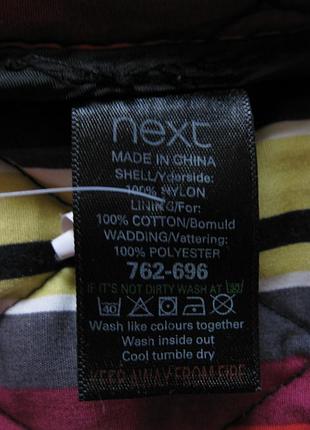 next
MADE IN CHINA
SHELL/Yderside:
100% NYLON
LINING/For:
100% COTTON/Bomuld
WADDING/Vattering:
100% POLYESTER
762-696
IF IT'S NOT DIRTY WASH AT 30
40
Wash like colours together
Wash inside out
Cool tumble dry
KEEP AWAY FROM FIRE